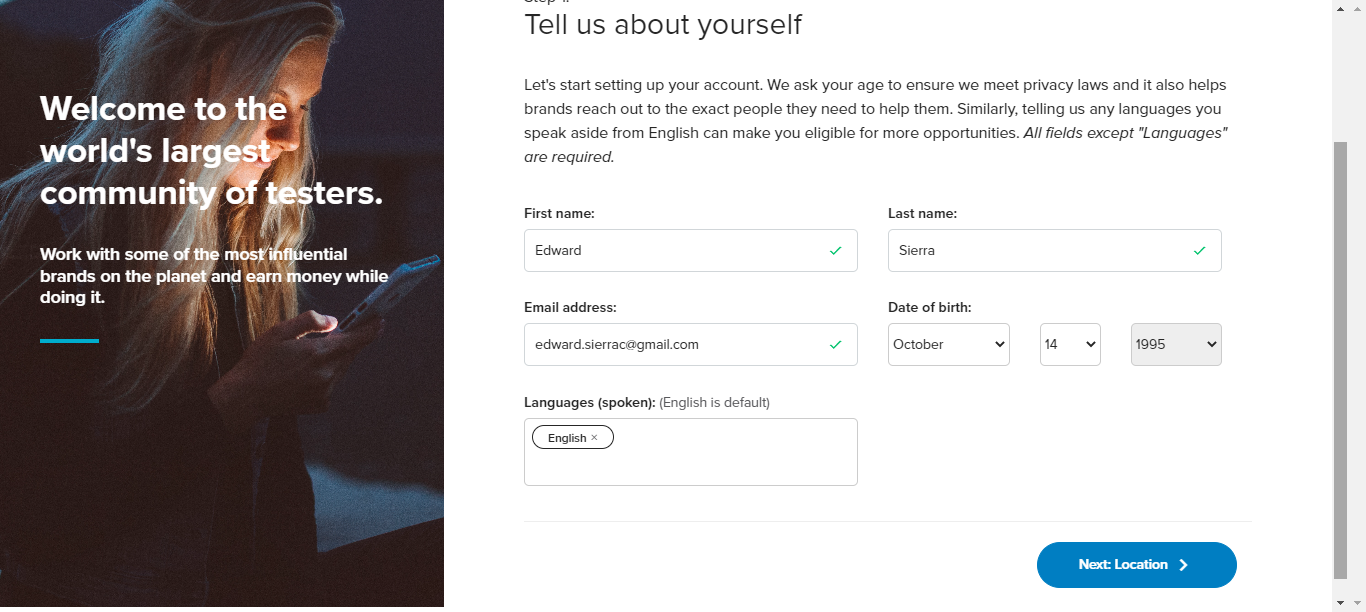 Welcome to the
world's largest
community of testers.
Work with some of the most influential
brands on the planet and earn money while
doing it.
Tell us about yourself
Let's start setting up your account. We ask your age to ensure we meet privacy laws and it also helps
brands reach out to the exact people they need to help them. Similarly, telling us any languages you
speak aside from English can make you eligible for more opportunities. All fields except "Languages"
are required.
First name:
Last name:
Edward
Sierra
Email address:
Date of birth:
edward.sierrac@gmail.com
October
14
1995
Languages (spoken): (English is default)
English ×
Next: Location